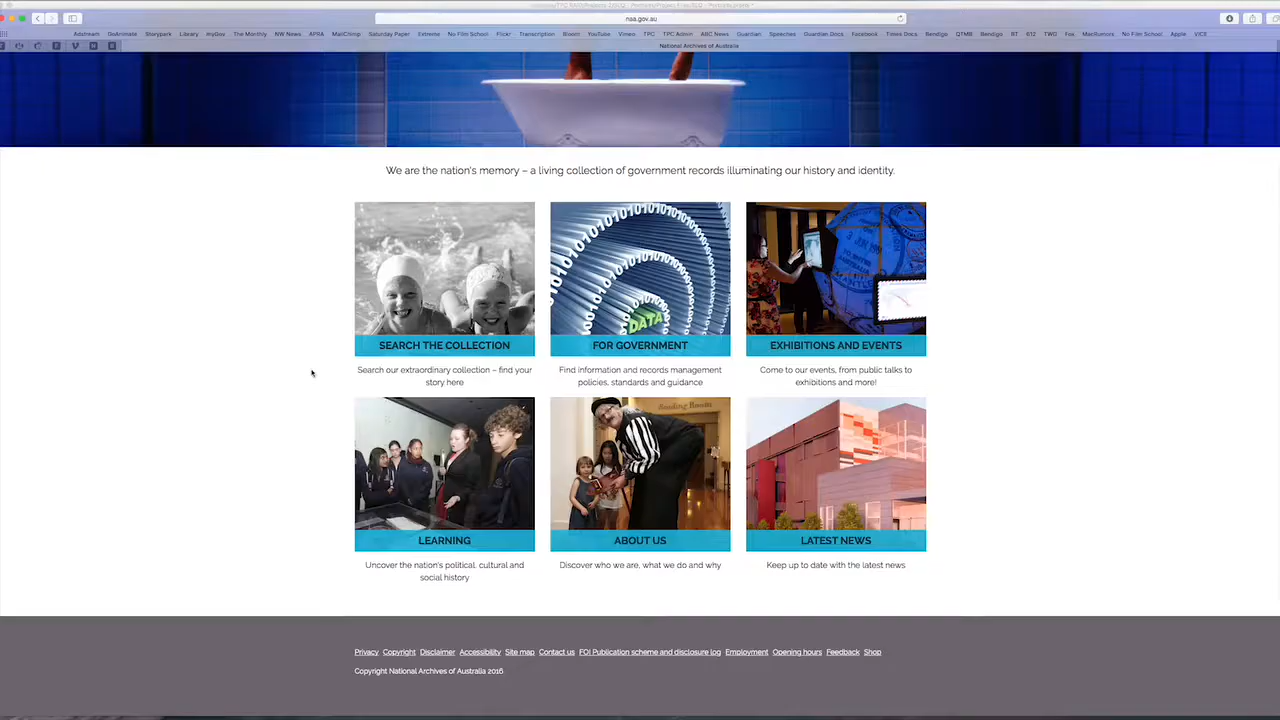 naa.gov.au
Adstream GoAnimate Storypark Library myGov The Monthly NW News APRA MailChimp Saturday Paper Extreme No Film School Flickr Transcription Bloom YouTube Vimeo TPC TPC Admin ABC News Guardian Speeches Guardian Docs Facebook Times Docs Bendigo QTMB Bendigo BT 612 TWD Fox MacRumors No Film School Apple
National Archives of Australia
We are the nation's memory – a living collection of government records illuminating our history and identity.
DATA
SEARCH THE COLLECTION
Search our extraordinary collection – find your
story here
FOR GOVERNMENT
Find information and records management
policies, standards and guidance
EXHIBITIONS AND EVENTS
Come to our events, from public talks to
exhibitions and more!
Reading Room
LEARNING
Uncover the nation's political, cultural and
social history
ABOUT US
Discover who we are, what we do and why
LATEST NEWS
Keep up to date with the latest news
Privacy Copyright Disclaimer Accessibility Site map Contact us FOI Publication scheme and disclosure log Employment Opening hours Feedback Shop
Copyright National Archives of Australia 2016